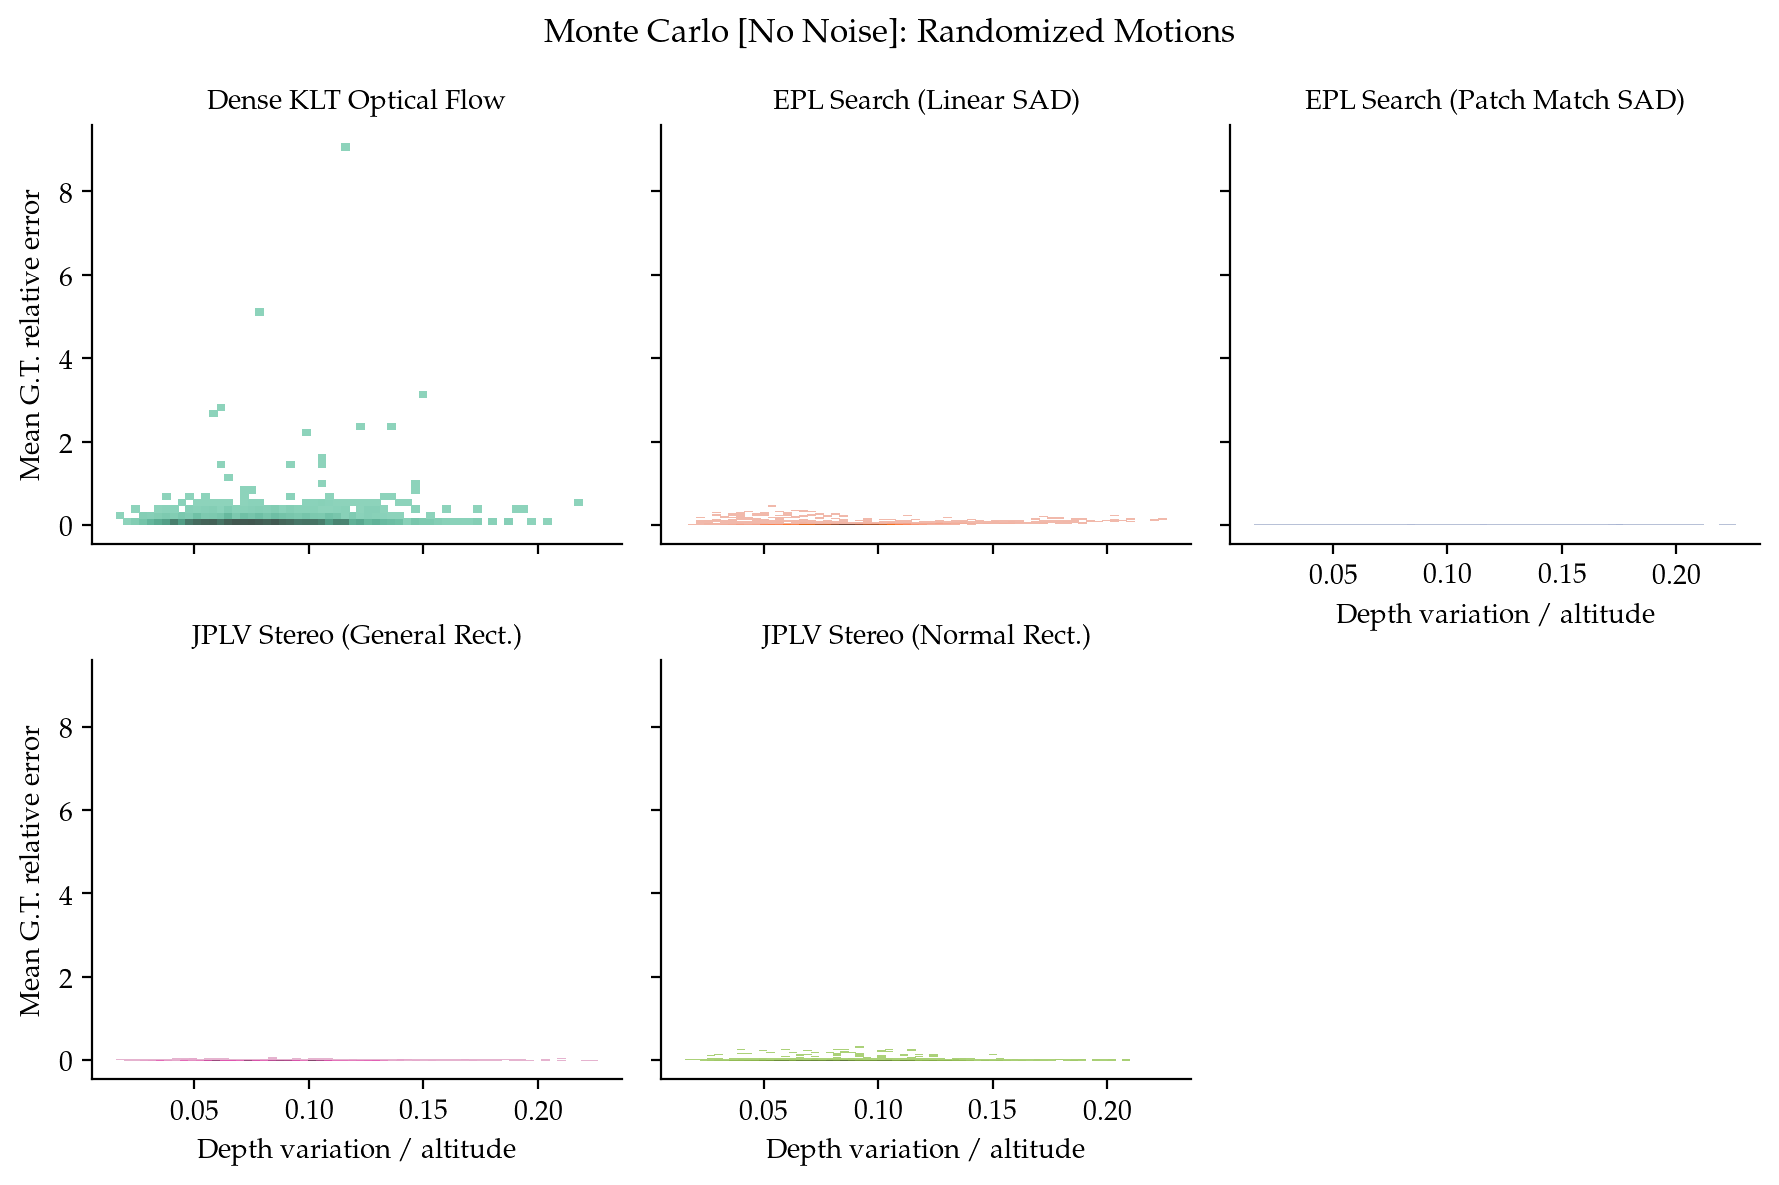 Monte Carlo [No Noise]: Randomized Motions
Dense KLT Optical Flow
EPL Search (Linear SAD)
EPL Search (Patch Match SAD)
Mean G.T. relative error
8
6
4
2
0
0.05 0.10 0.15 0.20
Depth variation / altitude
JPLV Stereo (General Rect.)
JPLV Stereo (Normal Rect.)
Mean G.T. relative error
8
6
4
2
0
0.05 0.10 0.15 0.20
Depth variation / altitude
0.05 0.10 0.15 0.20
Depth variation / altitude